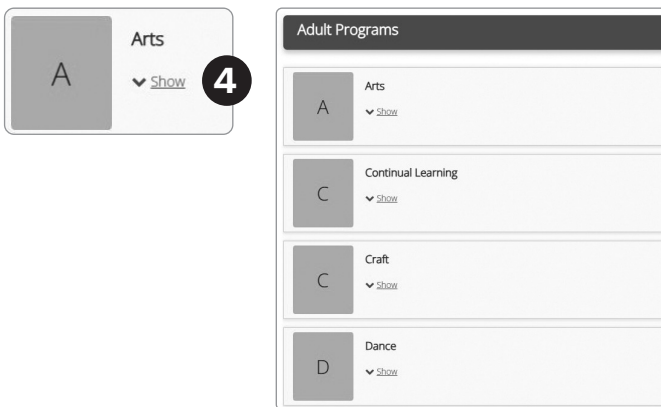 A
Arts
Show
4
Adult Programs
A
Arts
Show
C
Continual Learning
Show
C
Craft
Show
D
Dance
Show